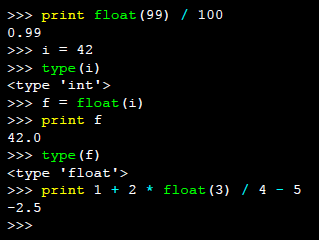 >>> print float(99) / 100
0.99
>>> i = 42
>>> type(i)
<type 'int'>
>>> f = float(i)
>>> print f
42.0
>>> type(f)
<type 'float'>
>>> print 1 + 2 * float(3) / 4 - 5
-2.5
>>>